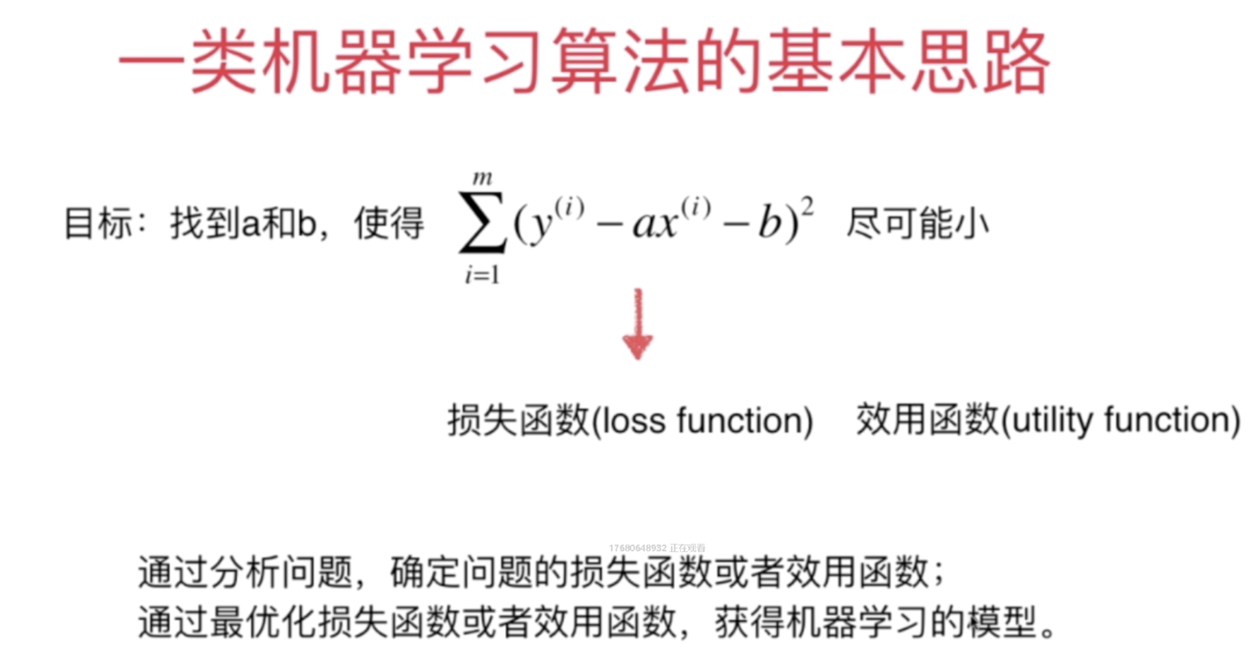 一类机器学习算法的基本思路
目标：找到a和b，使得 $\sum_{i=1}^{m}(y^{(i)} - ax^{(i)} - b)^2$ 尽可能小
损失函数(loss function) 效用函数(utility function)
17680648932 正在观看
通过分析问题，确定问题的损失函数或者效用函数；
通过最优化损失函数或者效用函数，获得机器学习的模型。